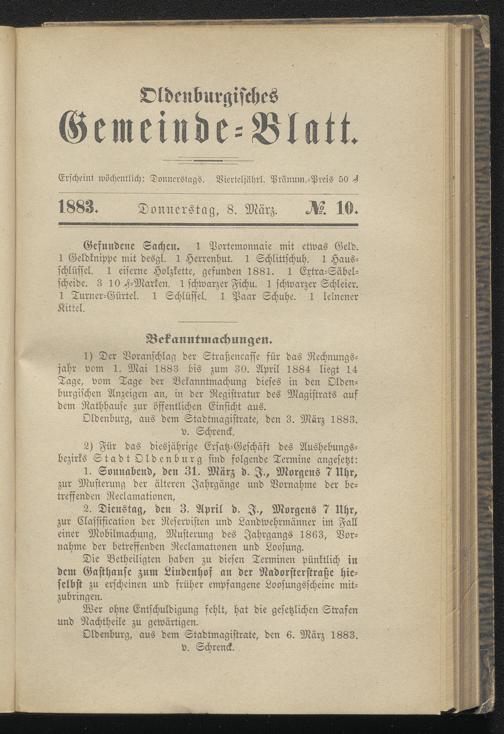 Oldenburgisches
Gemeinde-Blatt.
Erscheint wöchentlich: Donnerstags. Vierteljährl. Pränum.-Preis 50 ₰
1883. Donnerstag, 8. März. №. 10.
Gefundene Sachen. 1 Portemonnaie mit etwas Geld.
1 Geldknippe mit desgl. 1 Herrenhut. 1 Schlittschuh. 1 Haus-
schlüssel. 1 eiserne Holzkette, gefunden 1881. 1 Extra-Säbel-
scheide. 3 10 ₰-Marken. 1 schwarzer Fichu. 1 schwarzer Schleier.
1 Turner-Gürtel. 1 Schlüssel. 1 Paar Schuhe. 1 leinener
Kittel.
Bekanntmachungen.
1) Der Voranschlag der Straßencasse für das Rechnungs-
jahr vom 1. Mai 1883 bis zum 30. April 1884 liegt 14
Tage, vom Tage der Bekanntmachung dieses in den Olden-
burgischen Anzeigen an, in der Registratur des Magistrats auf
dem Rathhause zur öffentlichen Einsicht aus.
Oldenburg, aus dem Stadtmagistrate, den 3. März 1883.
v. Schrenck.
2) Für das diesjährige Ersatz-Geschäft des Aushebungs-
bezirks Stadt Oldenburg sind folgende Termine angesetzt:
1. Sonnabend, den 31. März d. J., Morgens 7 Uhr,
zur Musterung der älteren Jahrgänge und Vornahme der be-
treffenden Reclamationen,
2. Dienstag, den 3. April d. J., Morgens 7 Uhr,
zur Classification der Reservisten und Landwehrmänner im Fall
einer Mobilmachung, Musterung des Jahrgangs 1863, Vor-
nahme der betreffenden Reclamationen und Loosung.
Die Betheiligten haben zu diesen Terminen pünktlich in
dem Gasthause zum Lindenhof an der Nadorsterstraße hie-
selbst zu erscheinen und früher empfangene Loosungsscheine mit-
zubringen.
Wer ohne Entschuldigung fehlt, hat die gesetzlichen Strafen
und Nachtheile zu gewärtigen.
Oldenburg, aus dem Stadtmagistrate, den 6. März 1883.
v. Schrenck.